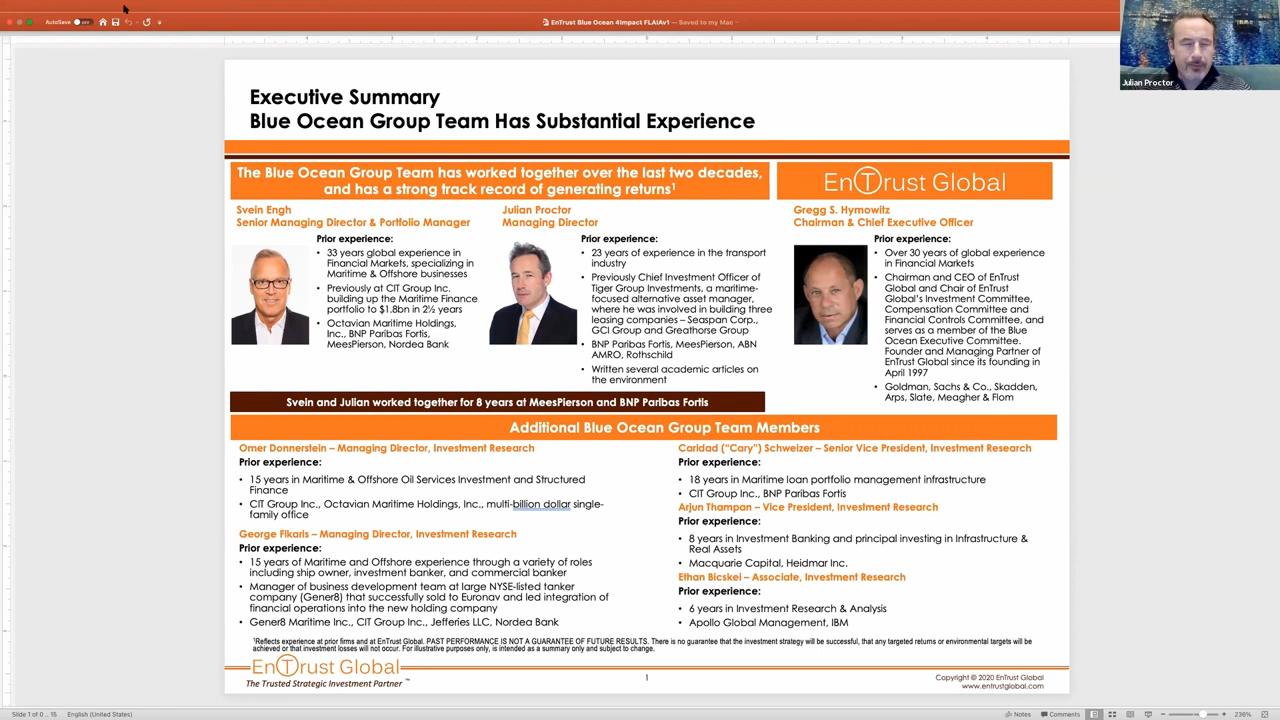 AutoSave OFF
EnTrust Blue Ocean 4Impact FLAIAv1 — Saved to my Mac
Julian Proctor
Executive Summary
Blue Ocean Group Team Has Substantial Experience
The Blue Ocean Group Team has worked together over the last two decades,
and has a strong track record of generating returns¹
EnTrust Global
Svein Engh
Senior Managing Director & Portfolio Manager
Prior experience:
• 33 years global experience in
Financial Markets, specializing in
Maritime & Offshore businesses
• Previously at CIT Group Inc.
building up the Maritime Finance
portfolio to $1.8bn in 2½ years
• Octavian Maritime Holdings,
Inc., BNP Paribas Fortis,
MeesPierson, Nordea Bank
Julian Proctor
Managing Director
Prior experience:
• 23 years of experience in the transport
industry
• Previously Chief Investment Officer of
Tiger Group Investments, a maritime-
focused alternative asset manager,
where he was involved in building three
leasing companies – Seaspan Corp.,
GCI Group and Greathorse Group
• BNP Paribas Fortis, MeesPierson, ABN
AMRO, Rothschild
• Written several academic articles on
the environment
Gregg S. Hymowitz
Chairman & Chief Executive Officer
Prior experience:
• Over 30 years of global experience
in Financial Markets
• Chairman and CEO of EnTrust
Global and Chair of EnTrust
Global's Investment Committee,
Compensation Committee and
Financial Controls Committee, and
serves as a member of the Blue
Ocean Executive Committee.
Founder and Managing Partner of
EnTrust Global since its founding in
April 1997
• Goldman, Sachs & Co., Skadden,
Arps, Slate, Meagher & Flom
Svein and Julian worked together for 8 years at MeesPierson and BNP Paribas Fortis
Additional Blue Ocean Group Team Members
Omer Donnerstein – Managing Director, Investment Research
Prior experience:
• 15 years in Maritime & Offshore Oil Services Investment and Structured
Finance
• CIT Group Inc., Octavian Maritime Holdings, Inc., multi-billion dollar single-
family office
George Fikaris – Managing Director, Investment Research
Prior experience:
• 15 years of Maritime and Offshore experience through a variety of roles
including ship owner, investment banker, and commercial banker
• Manager of business development team at large NYSE-listed tanker
company (Gener8) that successfully sold to Euronav and led integration of
financial operations into the new holding company
• Gener8 Maritime Inc., CIT Group Inc., Jefferies LLC, Nordea Bank
Caridad ("Cary") Schweizer – Senior Vice President, Investment Research
Prior experience:
• 18 years in Maritime loan portfolio management infrastructure
• CIT Group Inc., BNP Paribas Fortis
Arjun Thampan – Vice President, Investment Research
Prior experience:
• 8 years in Investment Banking and principal investing in Infrastructure &
Real Assets
• Macquarie Capital, Heidmar Inc.
Ethan Bicskei – Associate, Investment Research
Prior experience:
• 6 years in Investment Research & Analysis
• Apollo Global Management, IBM
¹Reflects experience at prior firms and at EnTrust Global. PAST PERFORMANCE IS NOT A GUARANTEE OF FUTURE RESULTS. There is no guarantee that the investment strategy will be successful, that any targeted returns or environmental targets will be
achieved or that investment losses will not occur. For illustrative purposes only, is intended as a summary only and subject to change.
EnTrust Global
The Trusted Strategic Investment Partner ™
1
Copyright © 2020 EnTrust Global
www.entrustglobal.com
Slide 1 of 0 .. 15 English (United States)
Notes Comments 236%